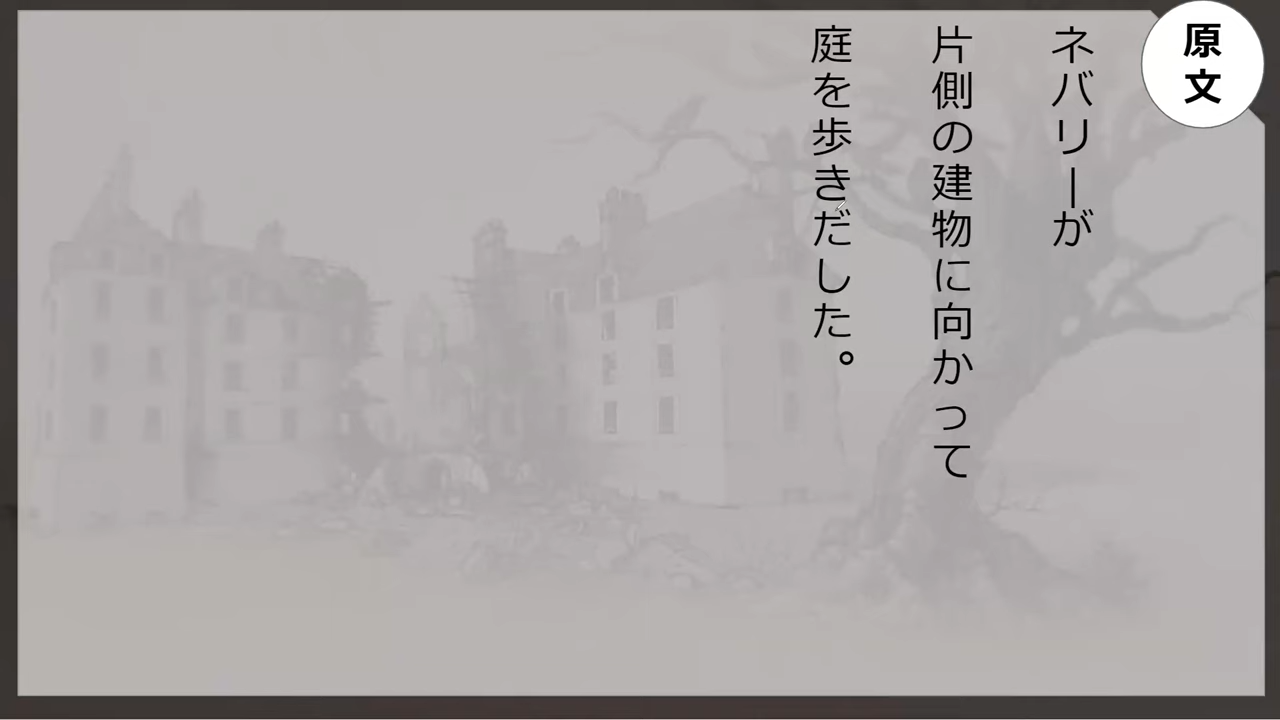 原文
ネバリーが
片側の建物に向かって
庭を歩きだした。